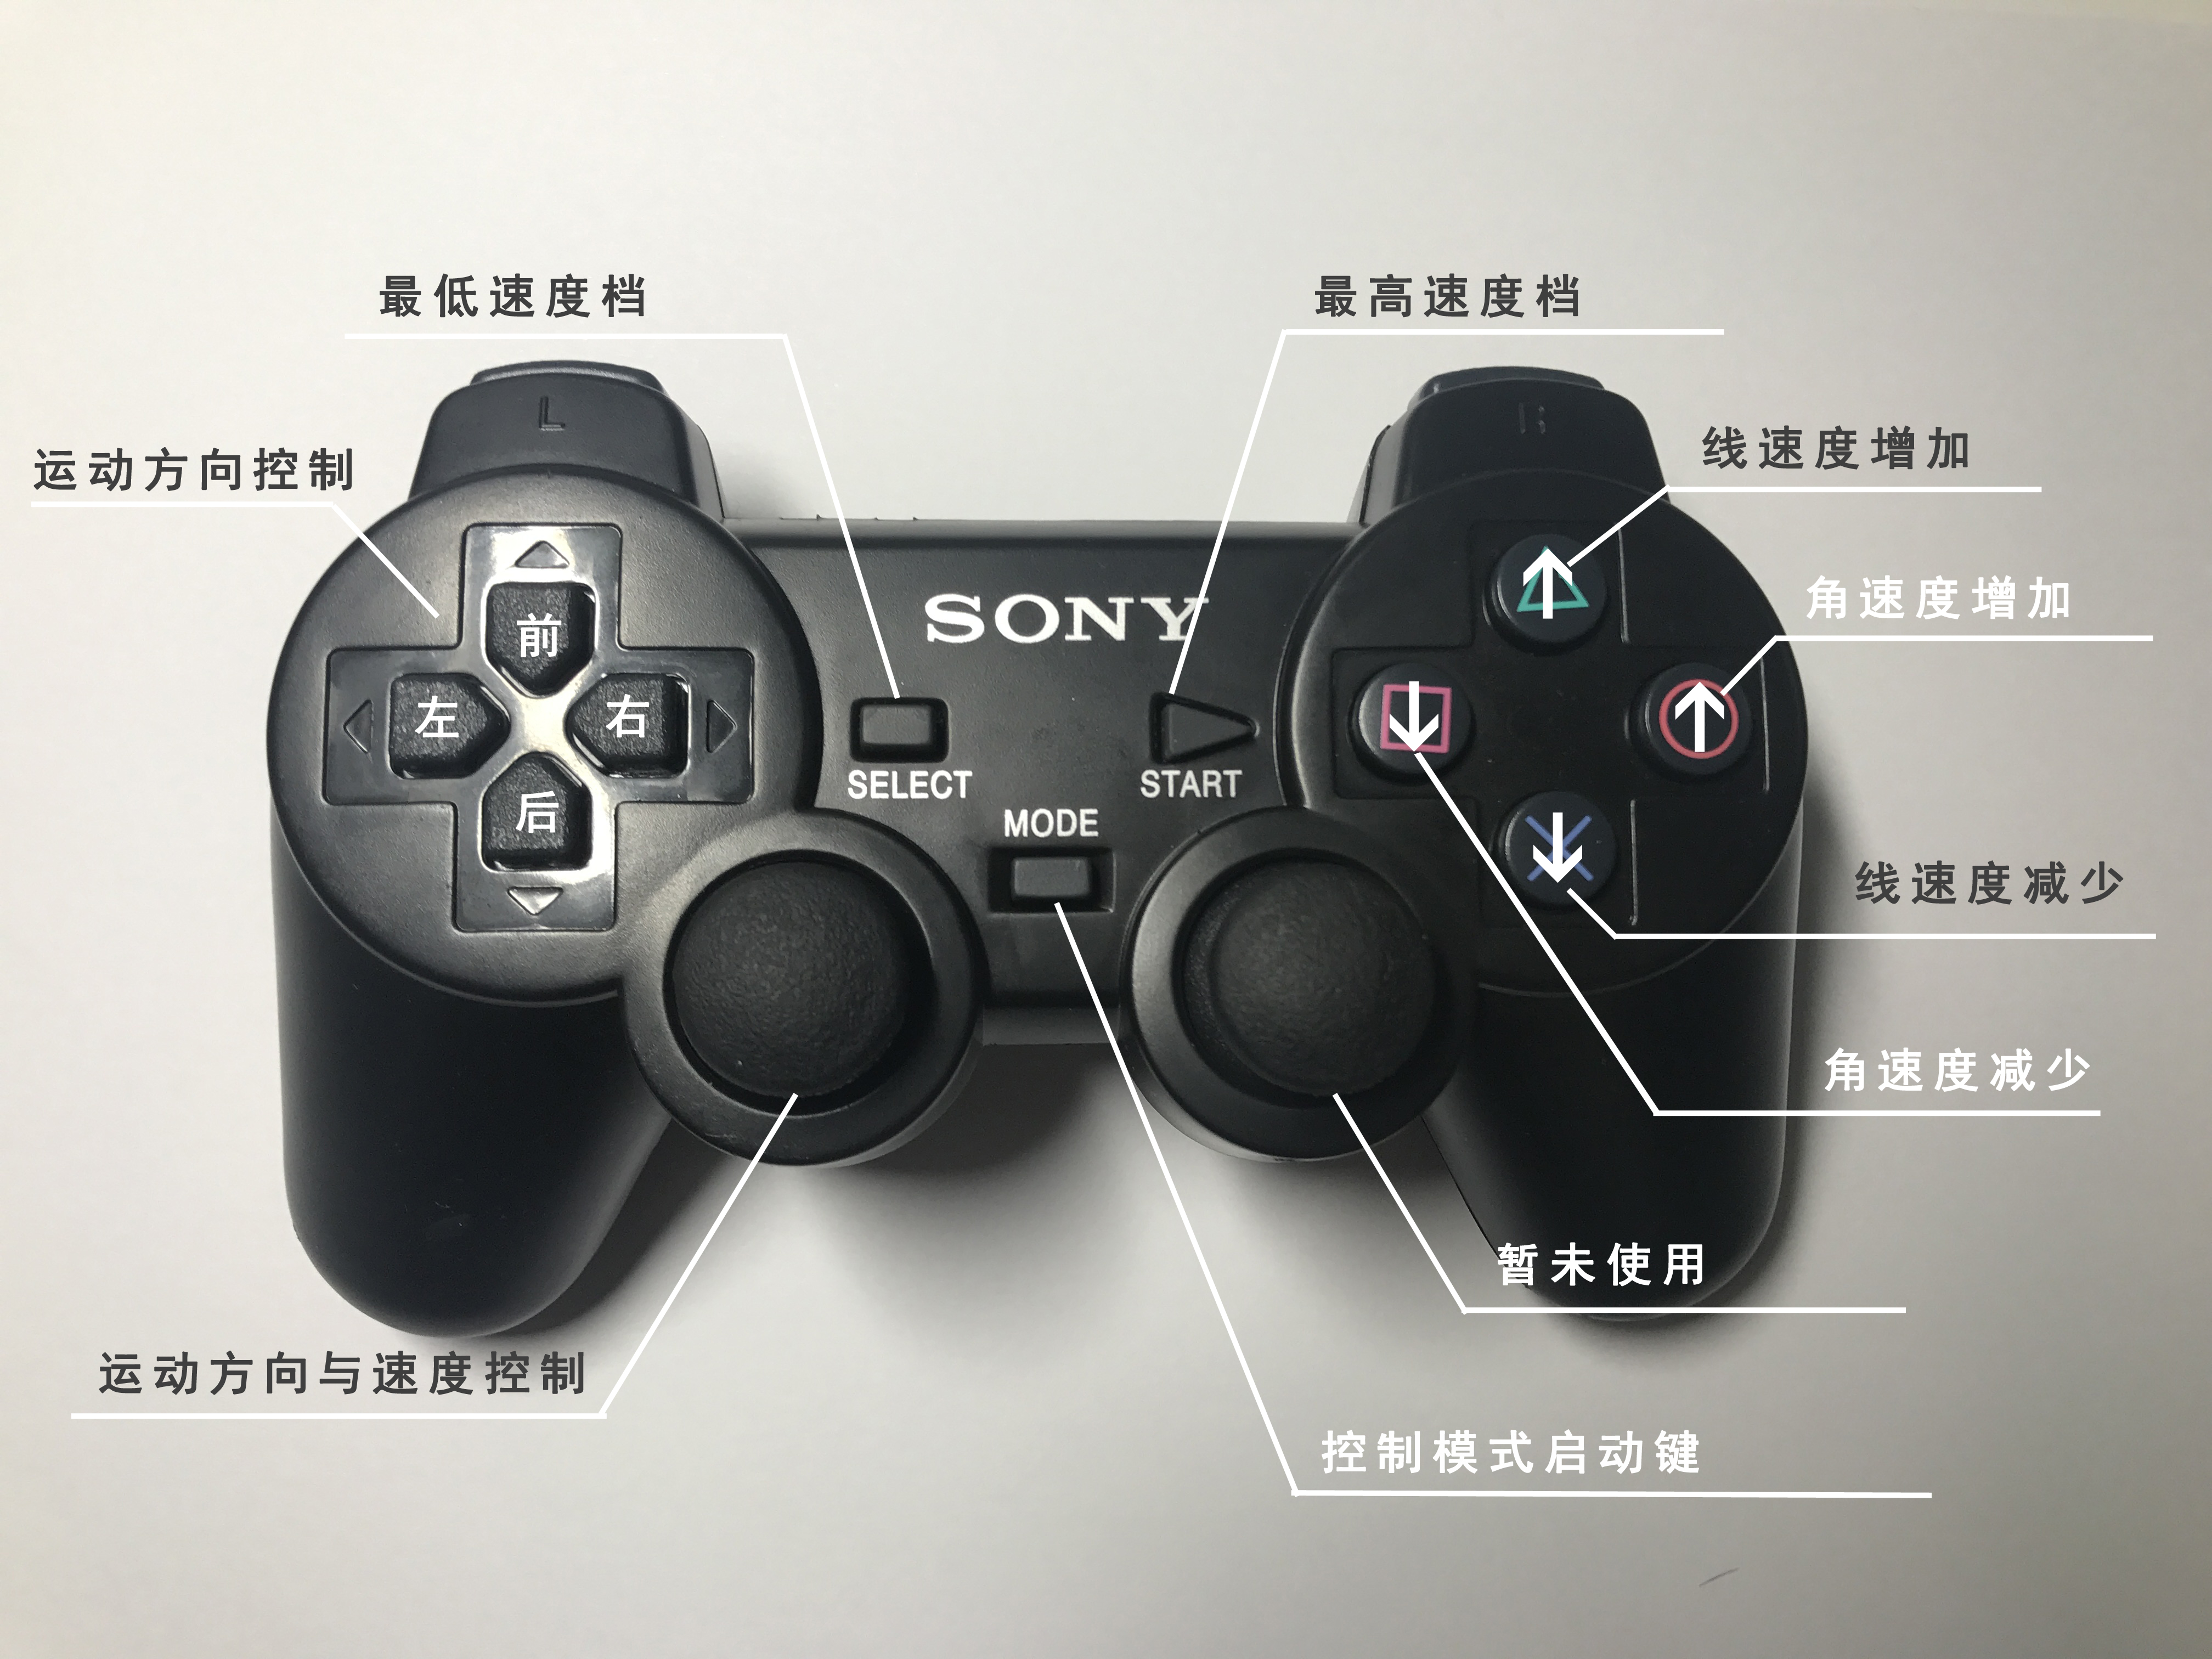 最低速度档
最高速度档
L
线速度增加
运动方向控制
角速度增加
SONY
前
左
右
后
SELECT
START
MODE
线速度减少
角速度减少
暂未使用
运动方向与速度控制
控制模式启动键